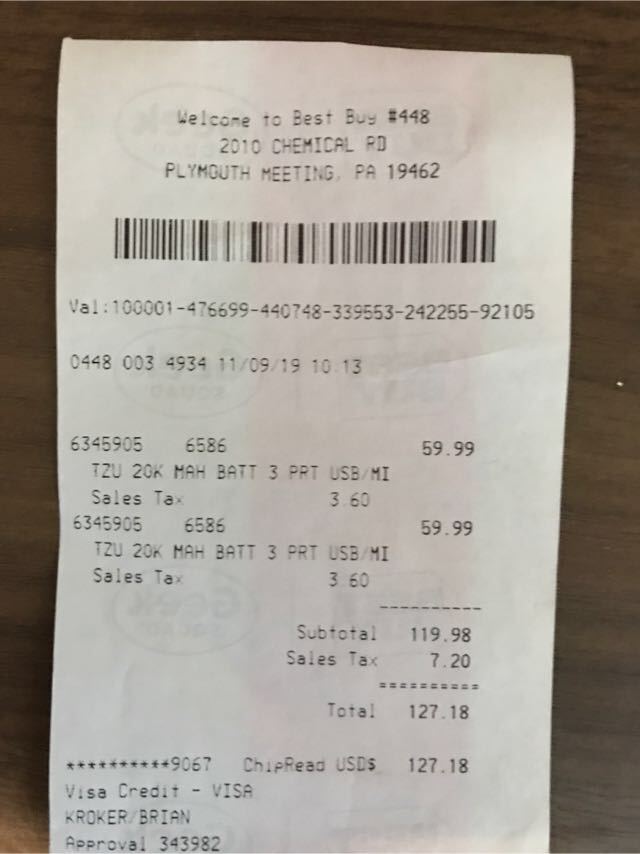 Welcome to Best Buy #448
2010 CHEMICAL RD
PLYMOUTH MEETING, PA 19462
Val:100001-476699-440748-339553-242255-92105
0448 003 4934 11/09/19 10:13
6345905 6586 59.99
TZU 20K MAH BATT 3 PRT USB/MI
Sales Tax 3.60
6345905 6586 59.99
TZU 20K MAH BATT 3 PRT USB/MI
Sales Tax 3.60
----------
Subtotal 119.98
Sales Tax 7.20
==========
Total 127.18
**********9067 ChipRead USD$ 127.18
Visa Credit - VISA
KROKER/BRIAN
Approval 343982